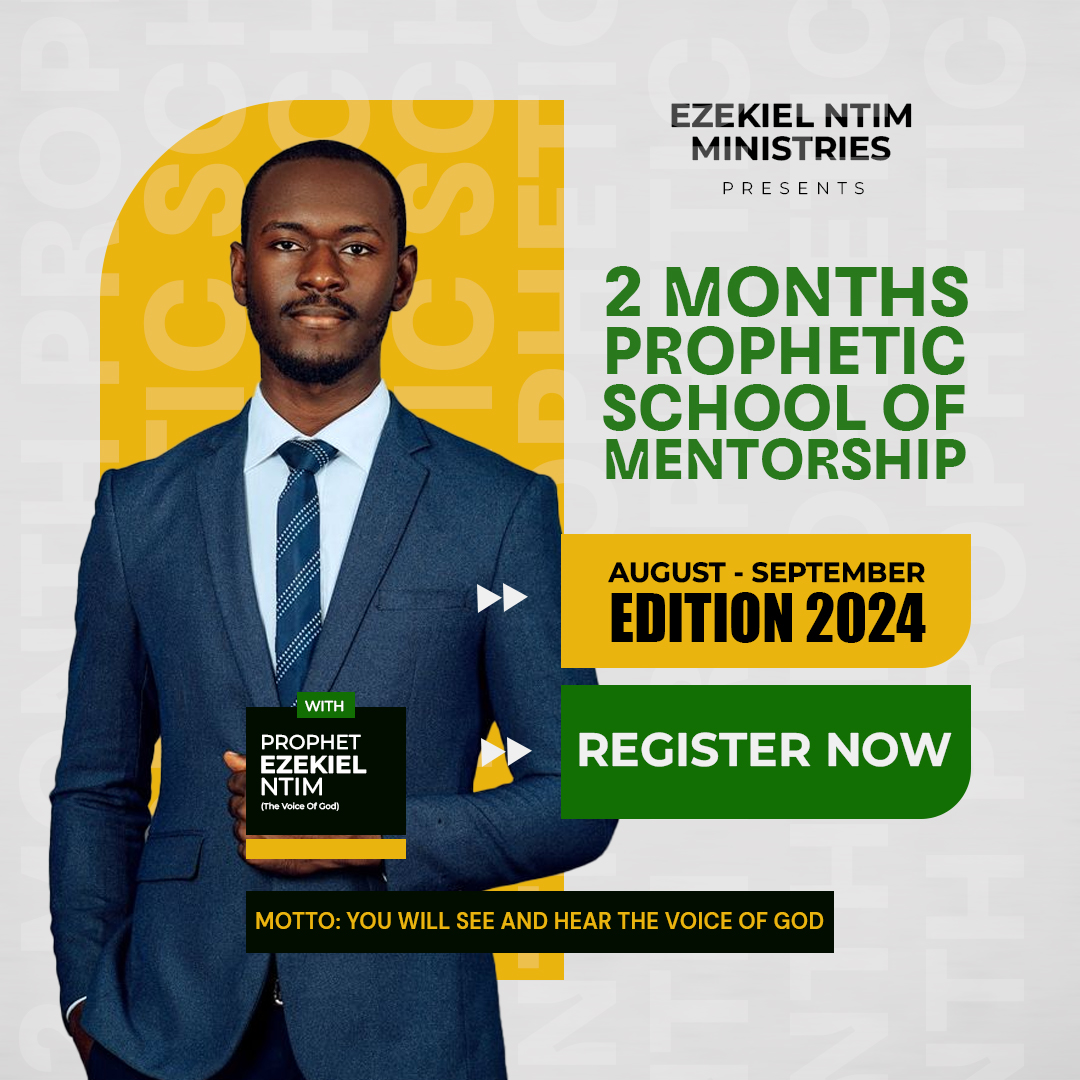 EZEKIEL NTIM
MINISTRIES
PRESENTS
2 MONTHS
PROPHETIC
SCHOOL OF
MENTORSHIP
AUGUST - SEPTEMBER
EDITION 2024
REGISTER NOW
WITH
PROPHET
EZEKIEL
NTIM
(The Voice Of God)
MOTTO: YOU WILL SEE AND HEAR THE VOICE OF GOD